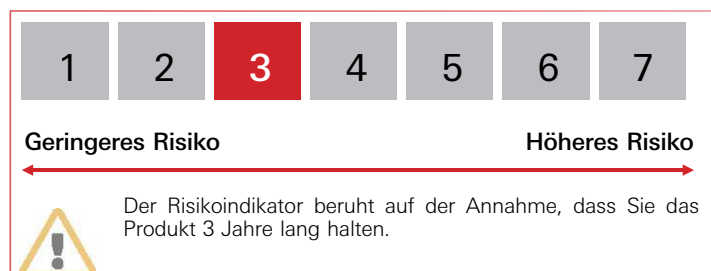 1 2 3 4 5 6 7
Geringeres Risiko Höheres Risiko
Der Risikoindikator beruht auf der Annahme, dass Sie das
Produkt 3 Jahre lang halten.